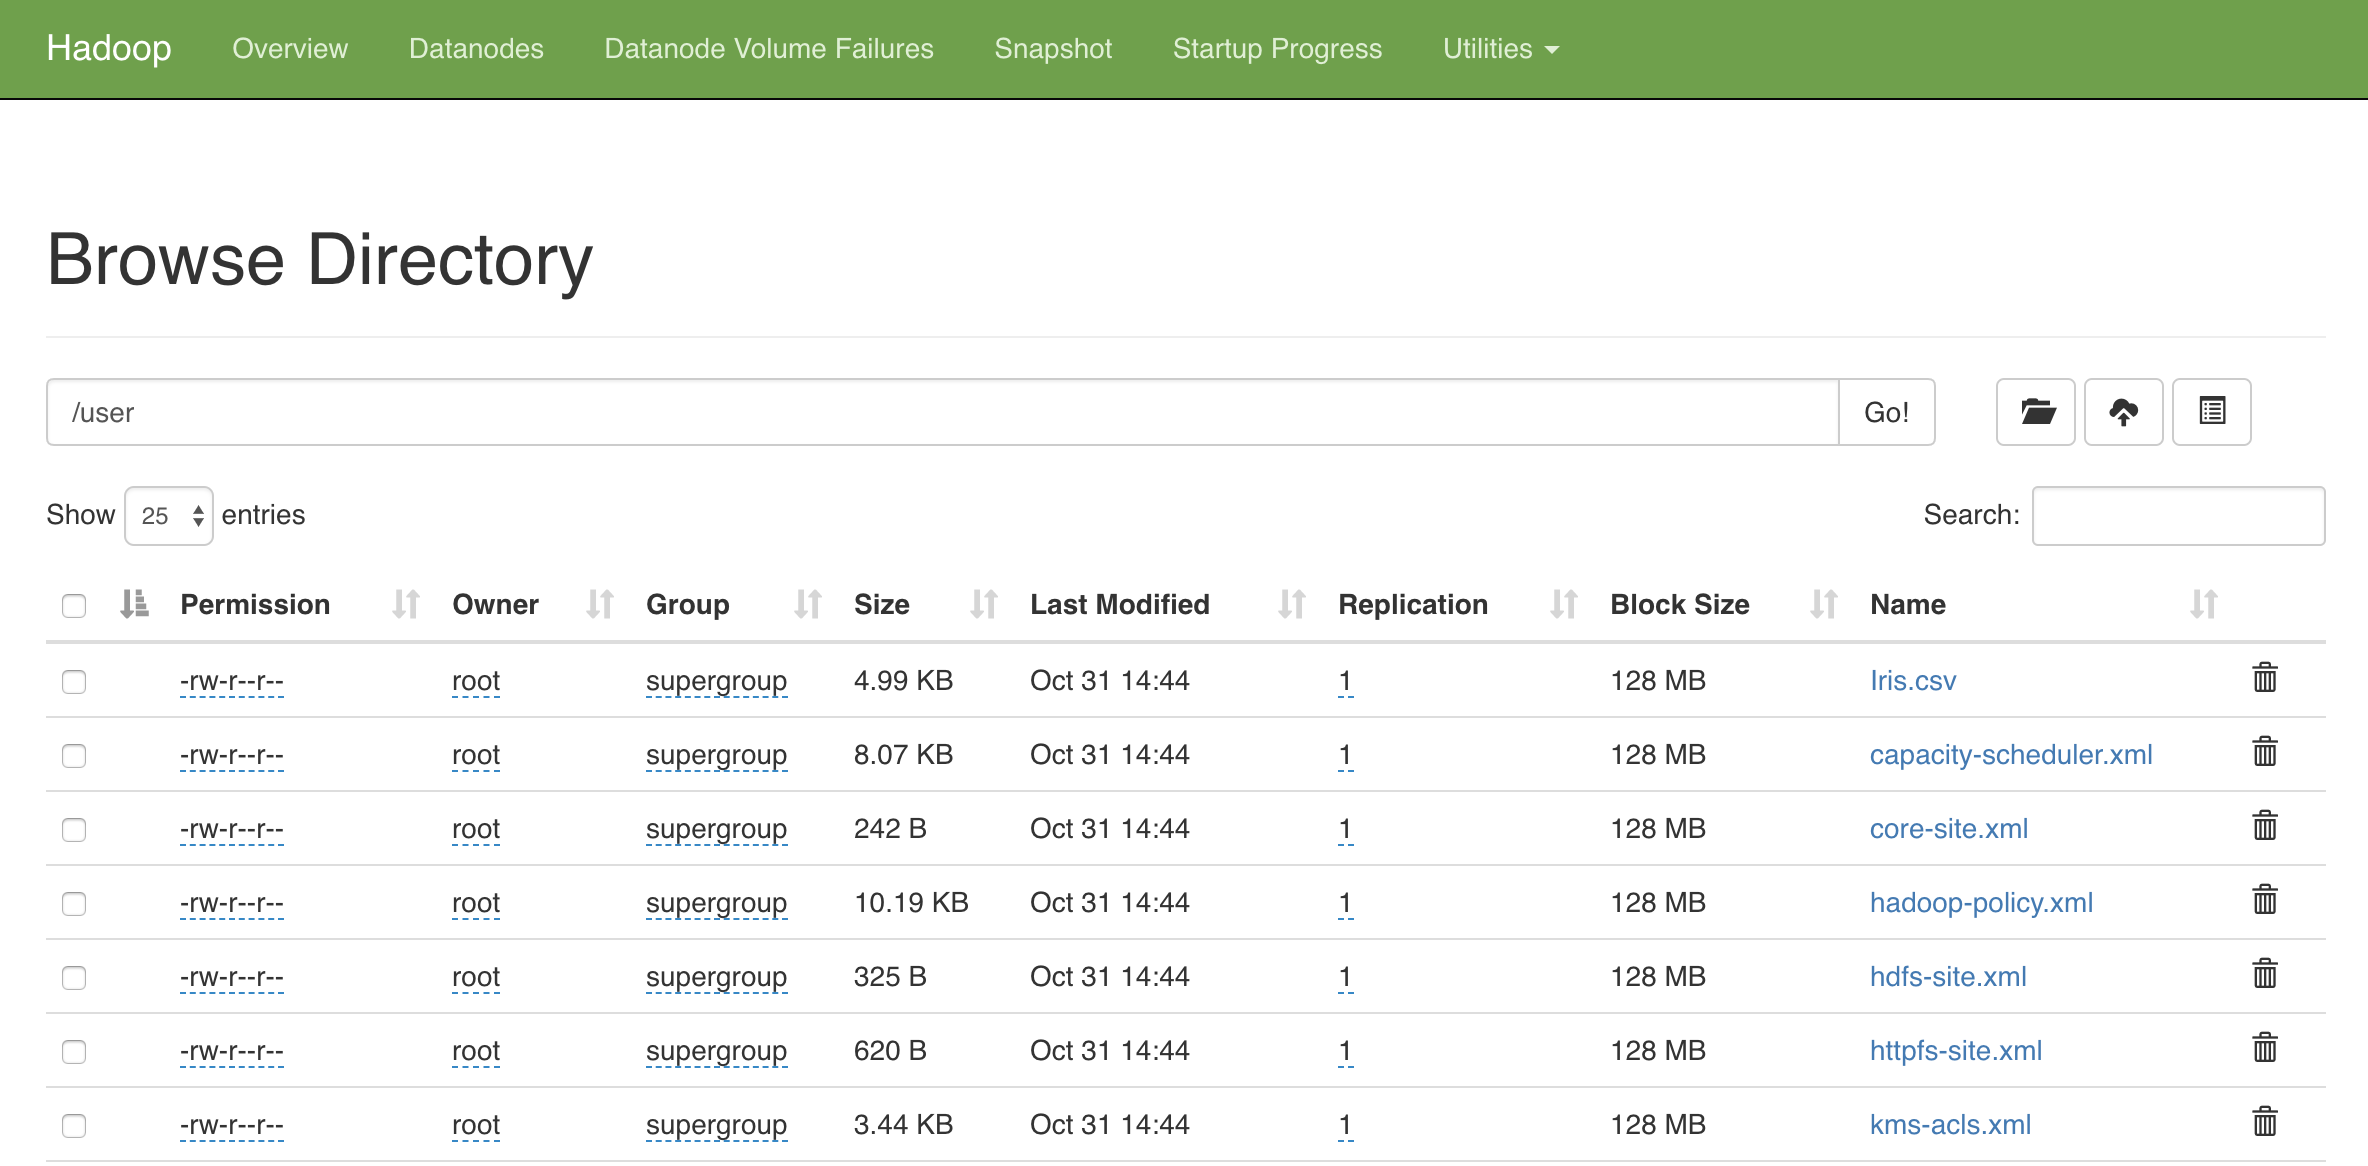 Hadoop Overview Datanodes Datanode Volume Failures Snapshot Startup Progress Utilities
Browse Directory
/user Go!
Show 25 entries Search:
Permission Owner Group Size Last Modified Replication Block Size Name
-rw-r--r-- root supergroup 4.99 KB Oct 31 14:44 1 128 MB Iris.csv
-rw-r--r-- root supergroup 8.07 KB Oct 31 14:44 1 128 MB capacity-scheduler.xml
-rw-r--r-- root supergroup 242 B Oct 31 14:44 1 128 MB core-site.xml
-rw-r--r-- root supergroup 10.19 KB Oct 31 14:44 1 128 MB hadoop-policy.xml
-rw-r--r-- root supergroup 325 B Oct 31 14:44 1 128 MB hdfs-site.xml
-rw-r--r-- root supergroup 620 B Oct 31 14:44 1 128 MB httpfs-site.xml
-rw-r--r-- root supergroup 3.44 KB Oct 31 14:44 1 128 MB kms-acls.xml